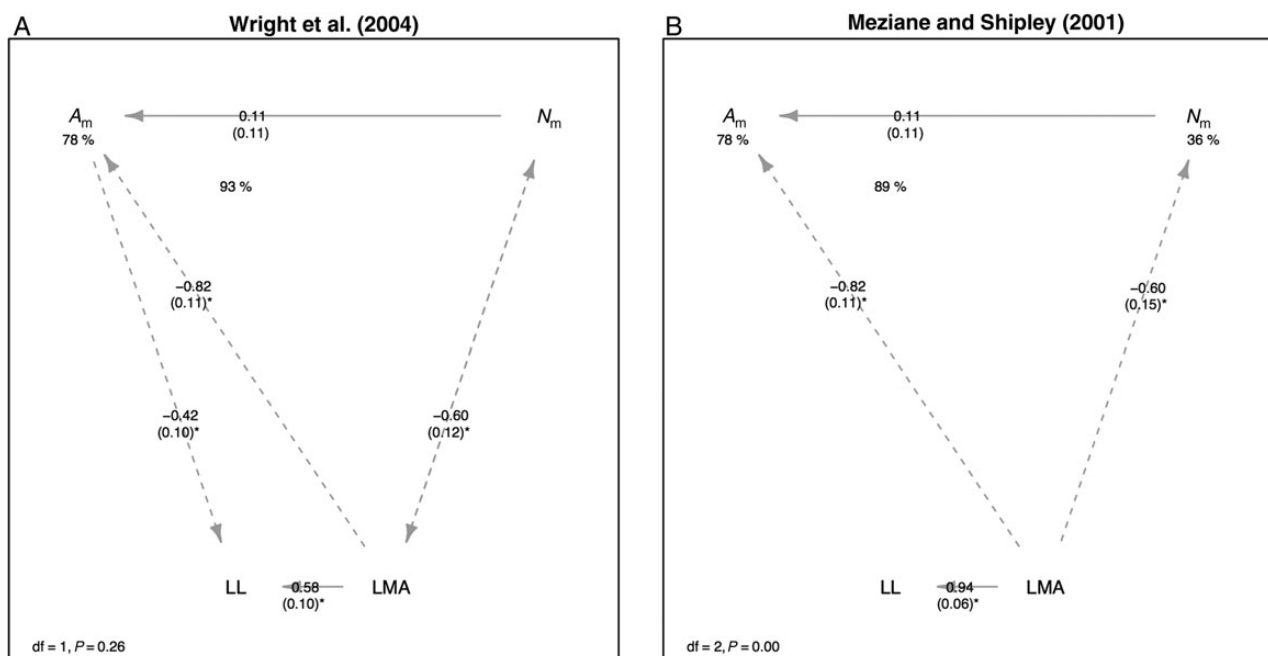 A
Wright et al. (2004)
Am
78 %
0.11
(0.11)
Nm
93 %
−0.82
(0.11)*
−0.42
(0.10)*
−0.60
(0.12)*
LL
0.58
(0.10)*
LMA
df = 1, P = 0.26
B
Meziane and Shipley (2001)
Am
78 %
0.11
(0.11)
Nm
36 %
89 %
−0.82
(0.11)*
−0.60
(0.15)*
LL
0.94
(0.06)*
LMA
df = 2, P = 0.00